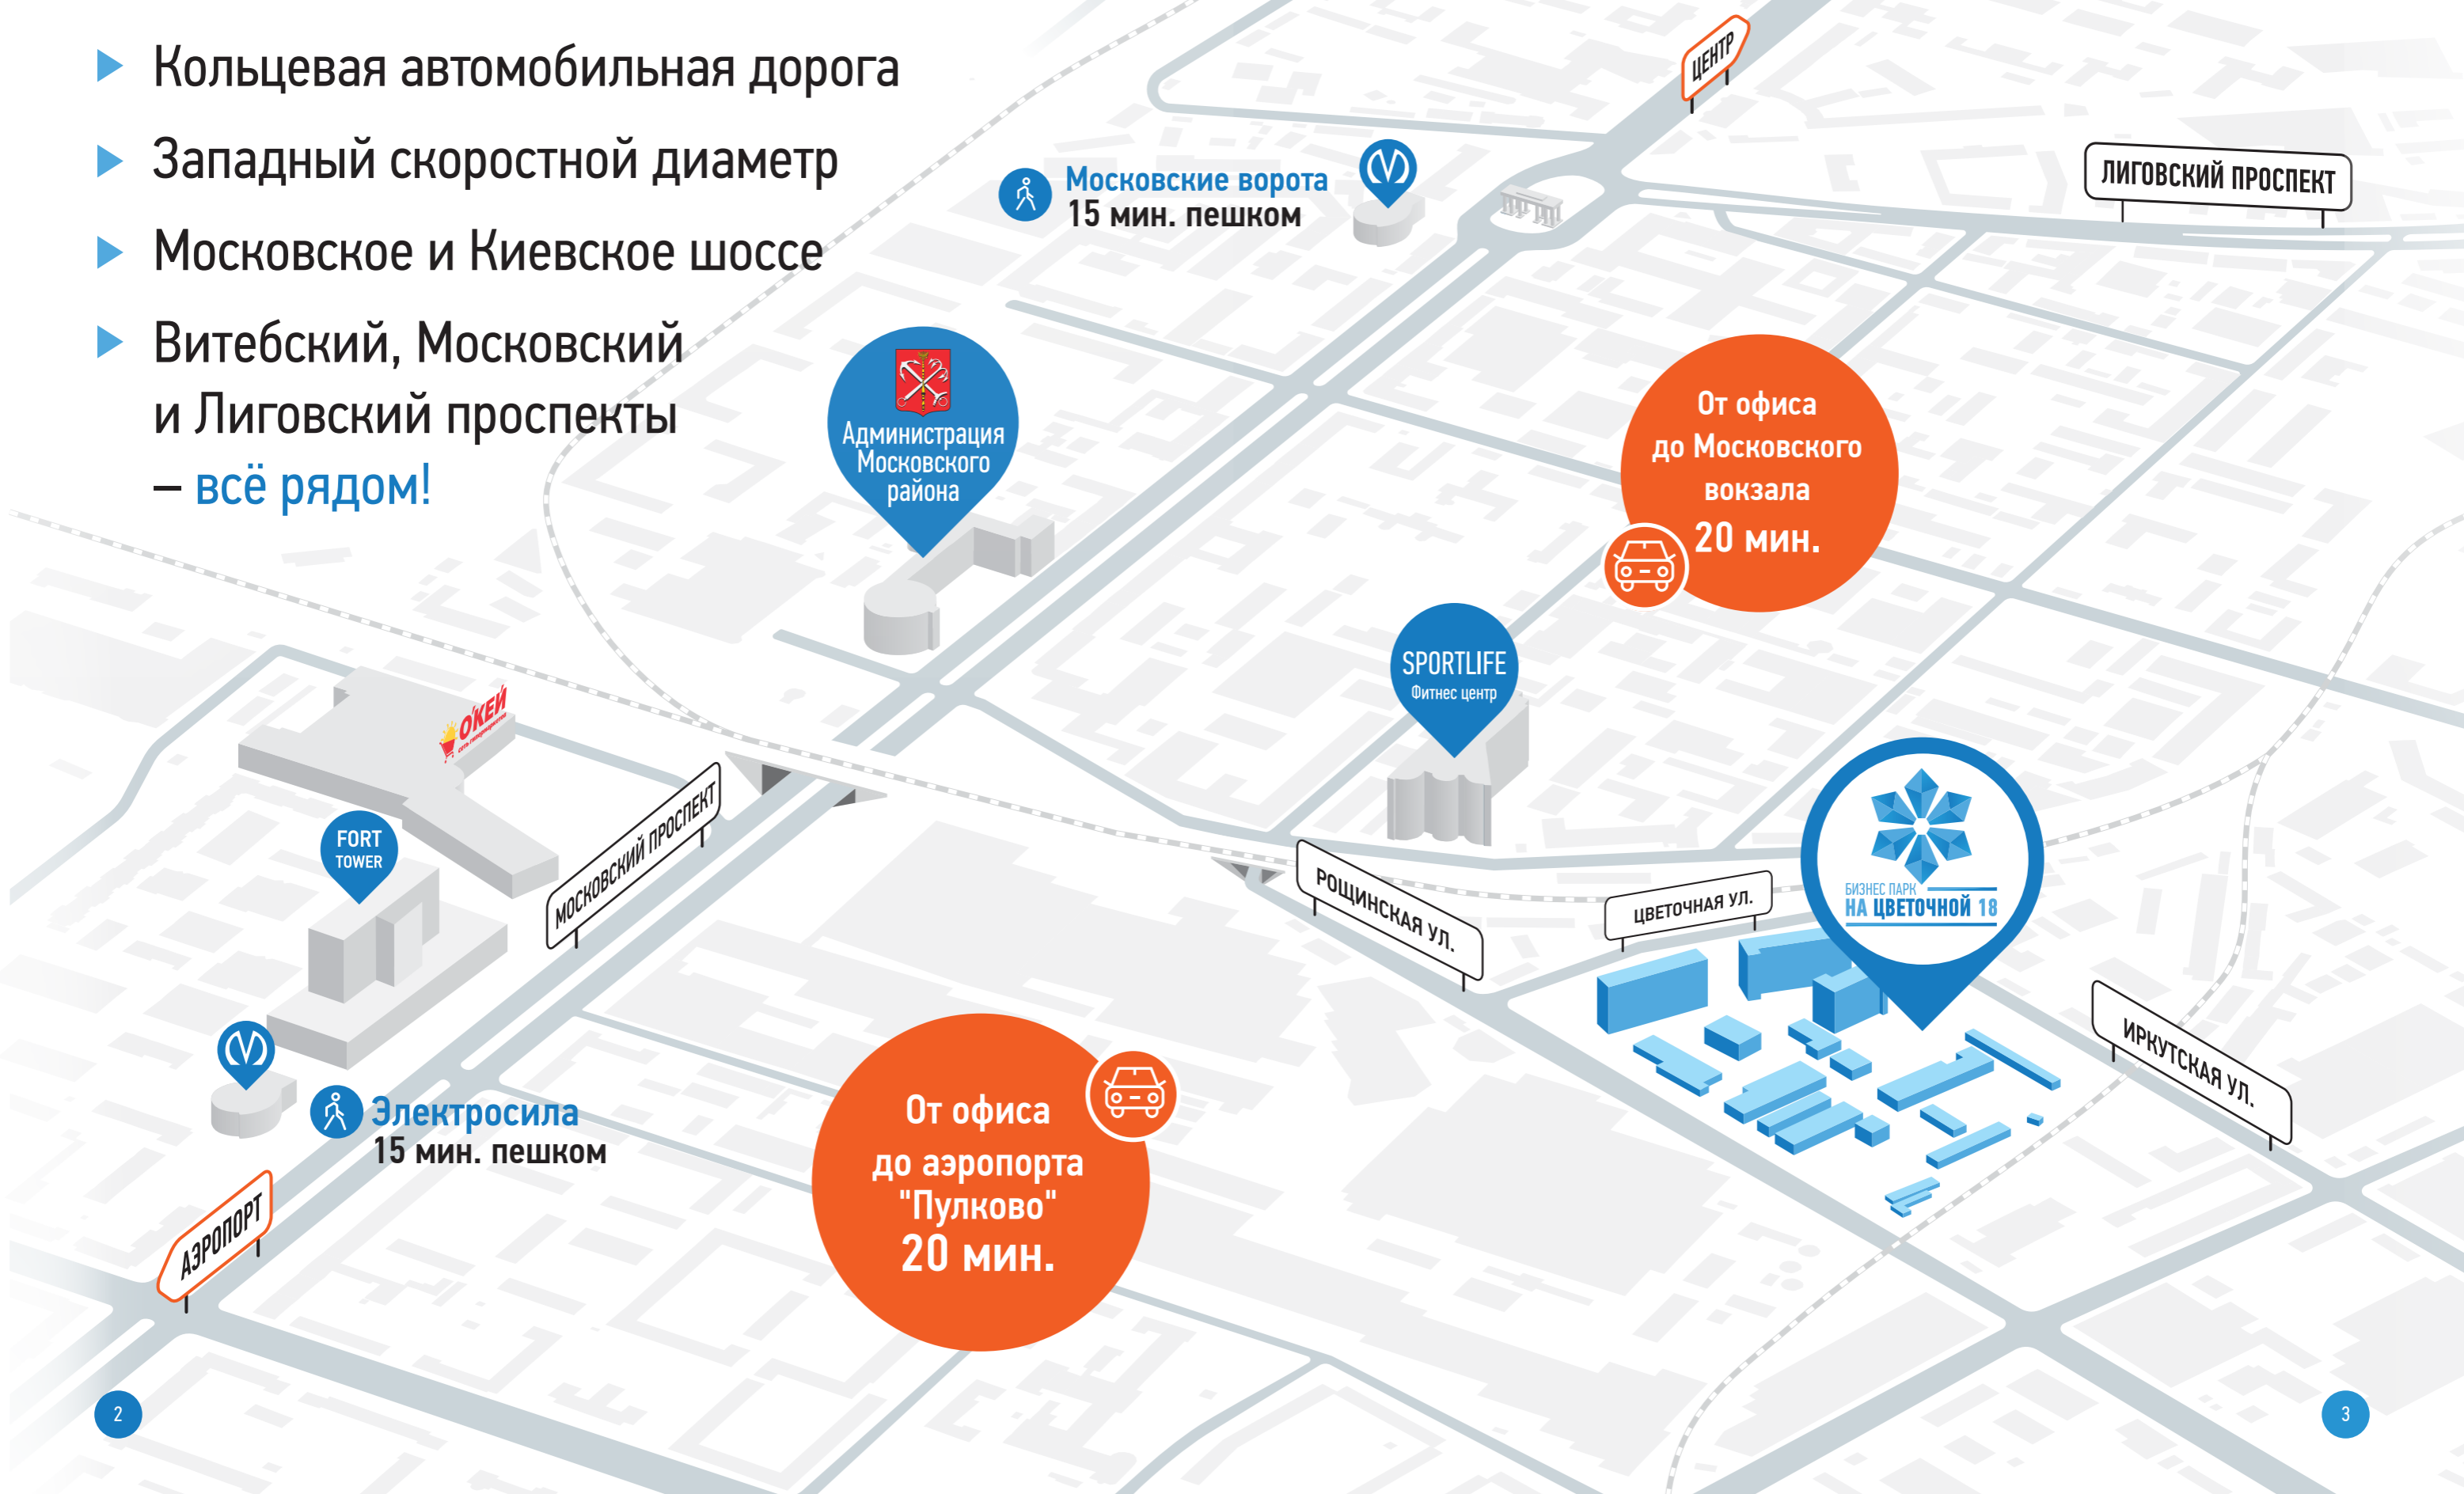 Кольцевая автомобильная дорога
Западный скоростной диаметр
Московское и Киевское шоссе
Витебский, Московский
и Лиговский проспекты
– всё рядом!
ЦЕНТР
ЛИГОВСКИЙ ПРОСПЕКТ
Московские ворота
15 мин. пешком
Администрация
Московского
района
От офиса
до Московского
вокзала
20 мин.
SPORTLIFE
Фитнес центр
О'КЕЙ
сеть гипермаркетов
FORT
TOWER
МОСКОВСКИЙ ПРОСПЕКТ
РОЩИНСКАЯ УЛ.
ЦВЕТОЧНАЯ УЛ.
БИЗНЕС ПАРК
НА ЦВЕТОЧНОЙ 18
ИРКУТСКАЯ УЛ.
Электросила
15 мин. пешком
От офиса
до аэропорта
"Пулково"
20 мин.
АЭРОПОРТ
2
3